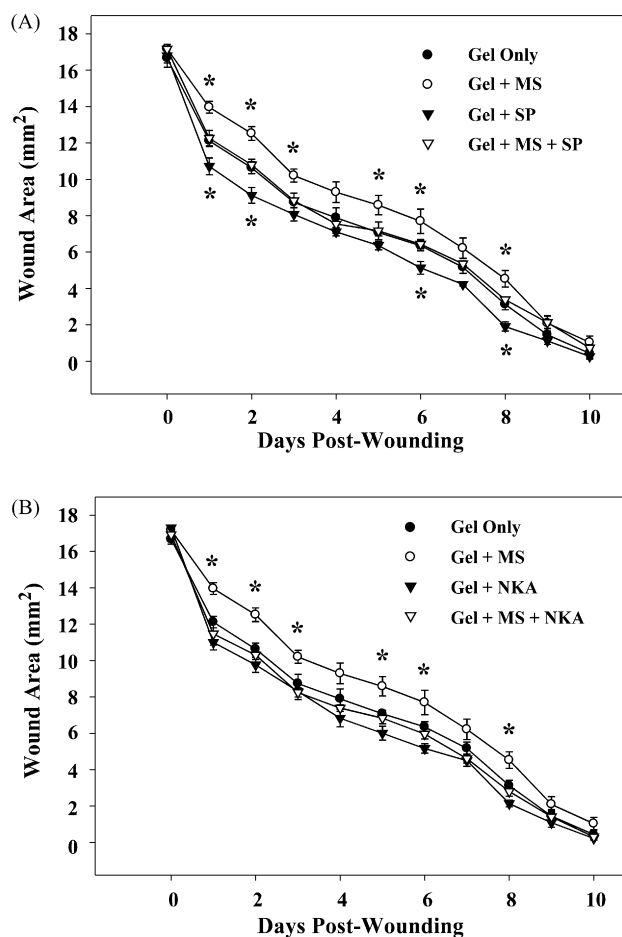 (A)
18
16
14
12
10
8
6
4
2
0
Wound Area (mm²)
* * * * * *
* * * *
Gel Only
Gel + MS
Gel + SP
Gel + MS + SP
0 2 4 6 8 10
Days Post-Wounding
(B)
18
16
14
12
10
8
6
4
2
0
Wound Area (mm²)
* * * * * *
Gel Only
Gel + MS
Gel + NKA
Gel + MS + NKA
0 2 4 6 8 10
Days Post-Wounding